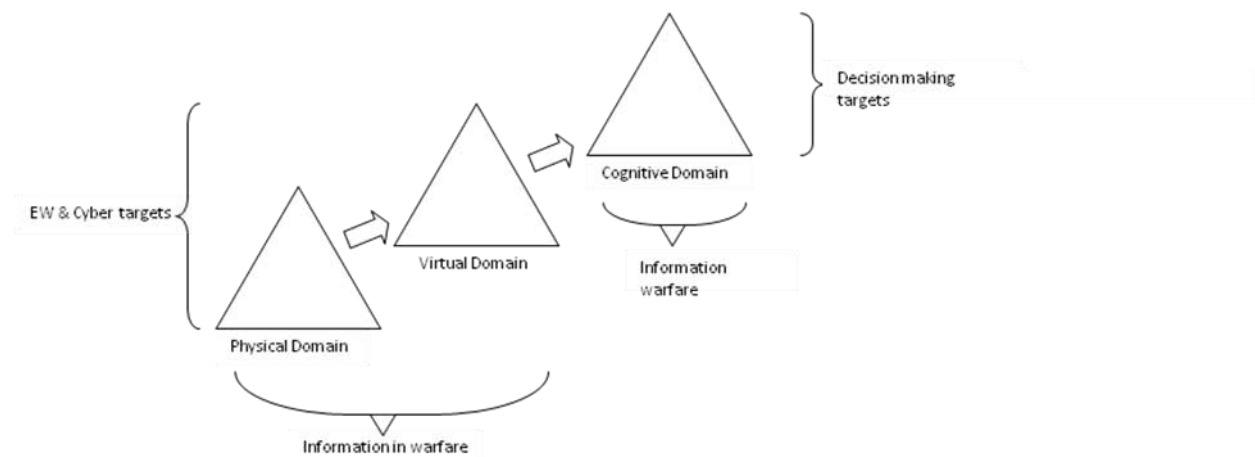 Decision making
targets
Cognitive Domain
EW & Cyber targets
Virtual Domain
Information
warfare
Physical Domain
Information in warfare